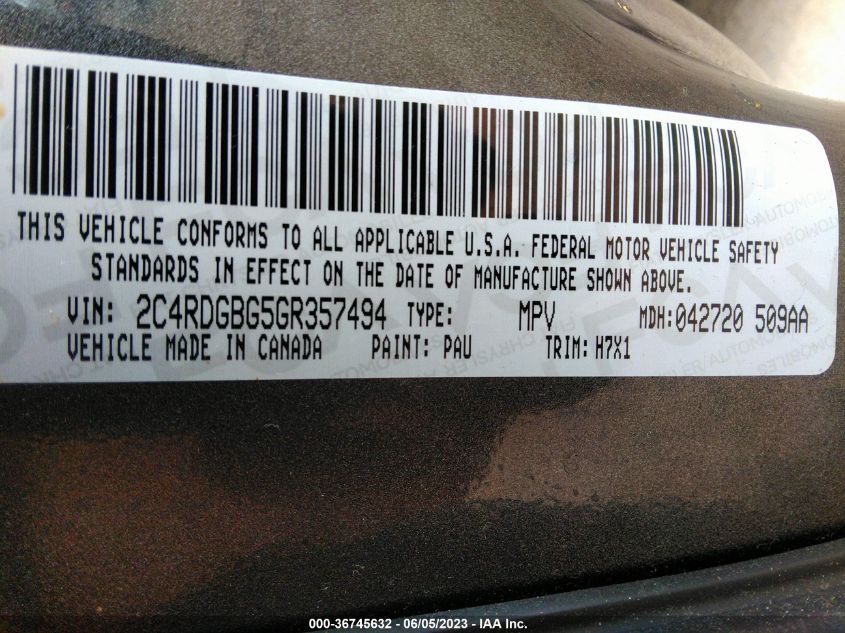 THIS VEHICLE CONFORMS TO ALL APPLICABLE U.S.A. FEDERAL MOTOR VEHICLE SAFETY
STANDARDS IN EFFECT ON THE DATE OF MANUFACTURE SHOWN ABOVE.
VIN: 2C4RDGBG5GR357494 TYPE: MPV MDH:042720 509AA
VEHICLE MADE IN CANADA PAINT: PAU TRIM: H7X1
000-36745632 - 06/05/2023 - IAA Inc.